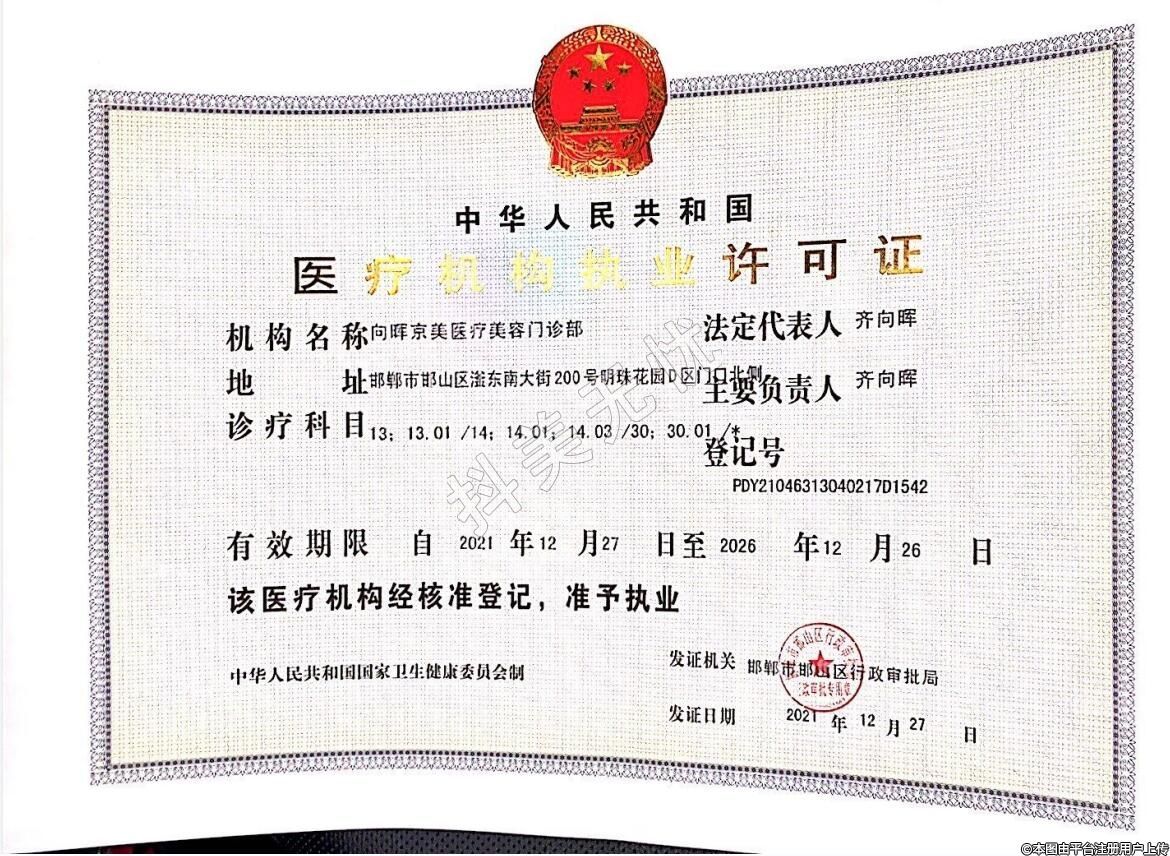 中华人民共和国
医疗机构执业许可证
机构名称 向晖京美医疗美容门诊部
法定代表人 齐向晖
地址 邯郸市邯山区滏东南大街200号明珠花园D区门口北侧
主要负责人 齐向晖
诊疗科目 13; 13.01 /14; 14.01; 14.03 /30; 30.01 /*
登记号
PDY21046313040217D1542
抖美无忧
有效期限 自 2021 年 12 月 27 日至 2026 年 12 月 26 日
该医疗机构经核准登记，准予执业
中华人民共和国国家卫生健康委员会制
发证机关 邯郸市邯山区行政审批局
发证日期 2021 年 12 月 27 日
©本图由平台注册用户上传